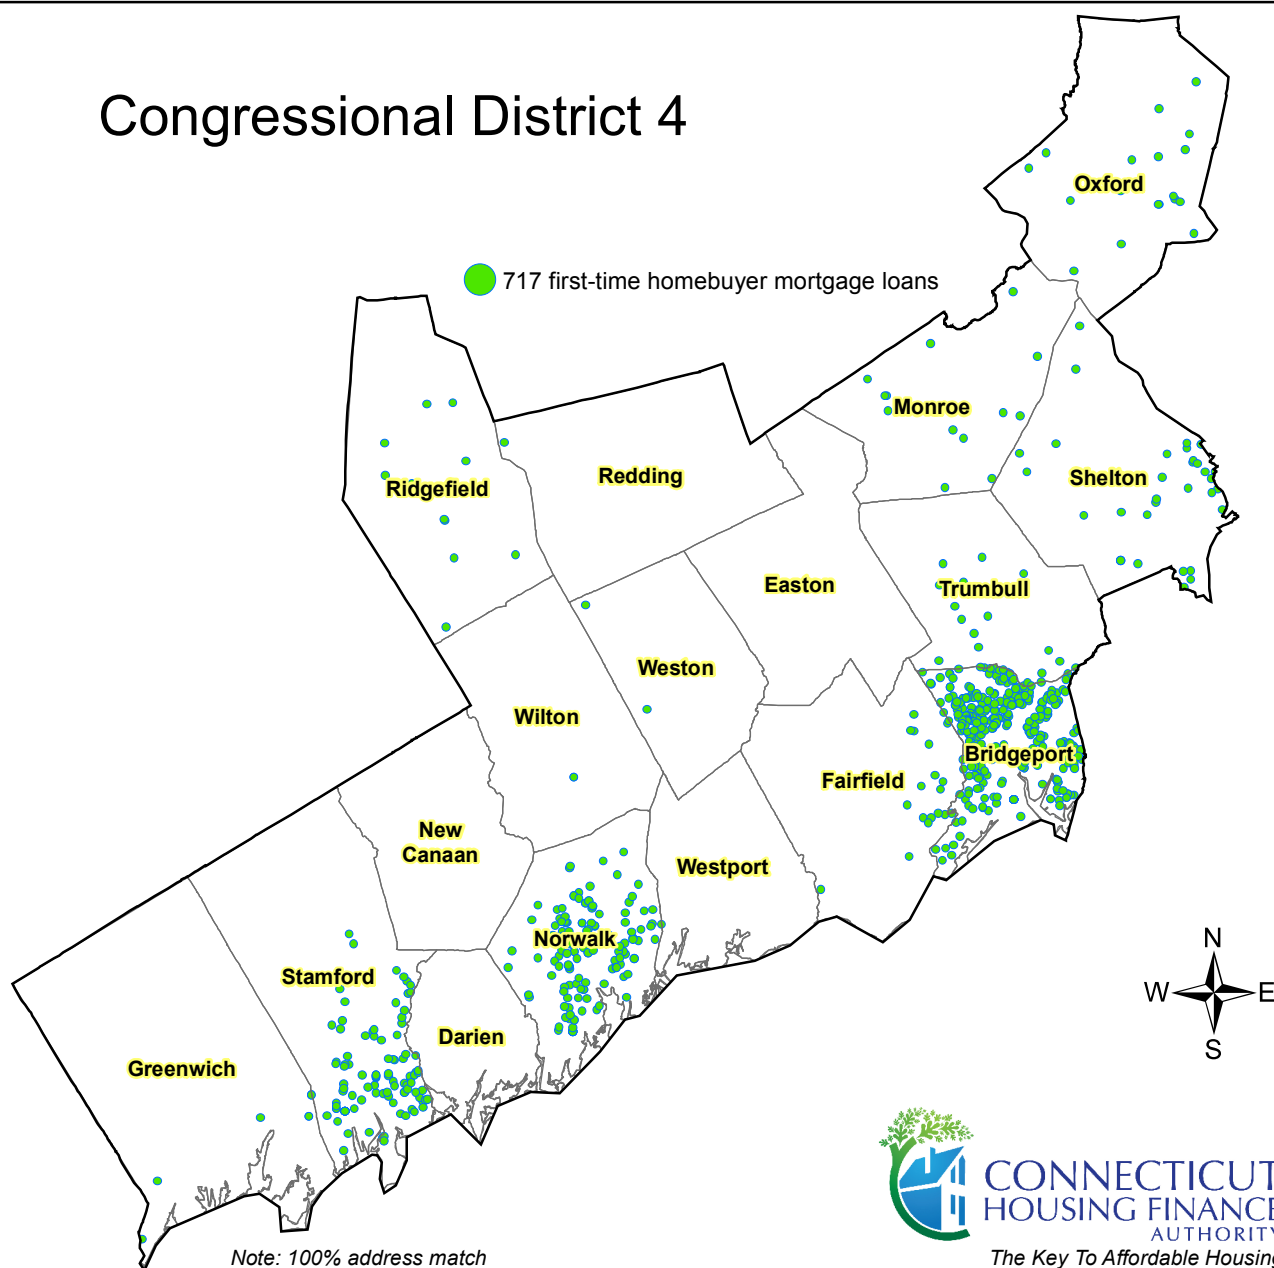 Congressional District 4
Oxford
717 first-time homebuyer mortgage loans
Monroe
Redding
Shelton
Ridgefield
Easton
Trumbull
Weston
Wilton
Bridgeport
Fairfield
New
Canaan
Westport
Norwalk
N
Stamford
W
E
Darien
S
Greenwich
CONNECTICUT
HOUSING FINANCE
AUTHORITY
Note: 100% address match
The Key To Affordable Housing